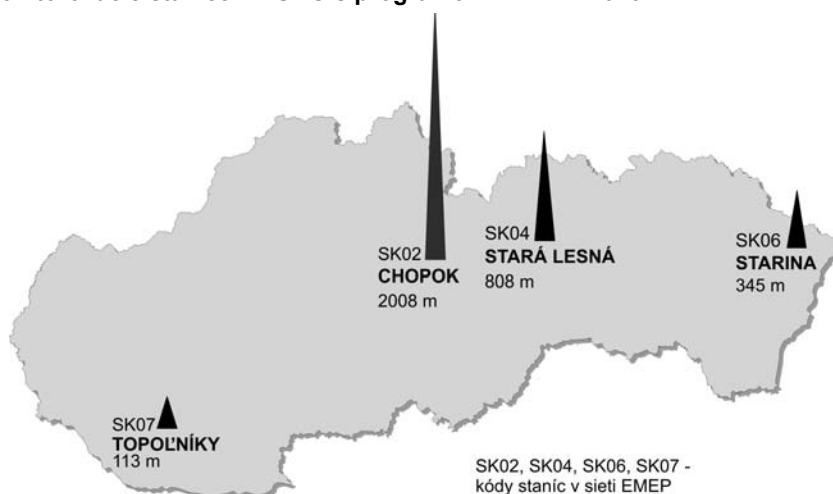 SK02
CHOPOK
2008 m
SK04
STARÁ LESNÁ
808 m
SK06
STARINA
345 m
SK07
TOPOĽNÍKY
113 m
SK02, SK04, SK06, SK07 -
kódy staníc v sieti EMEP